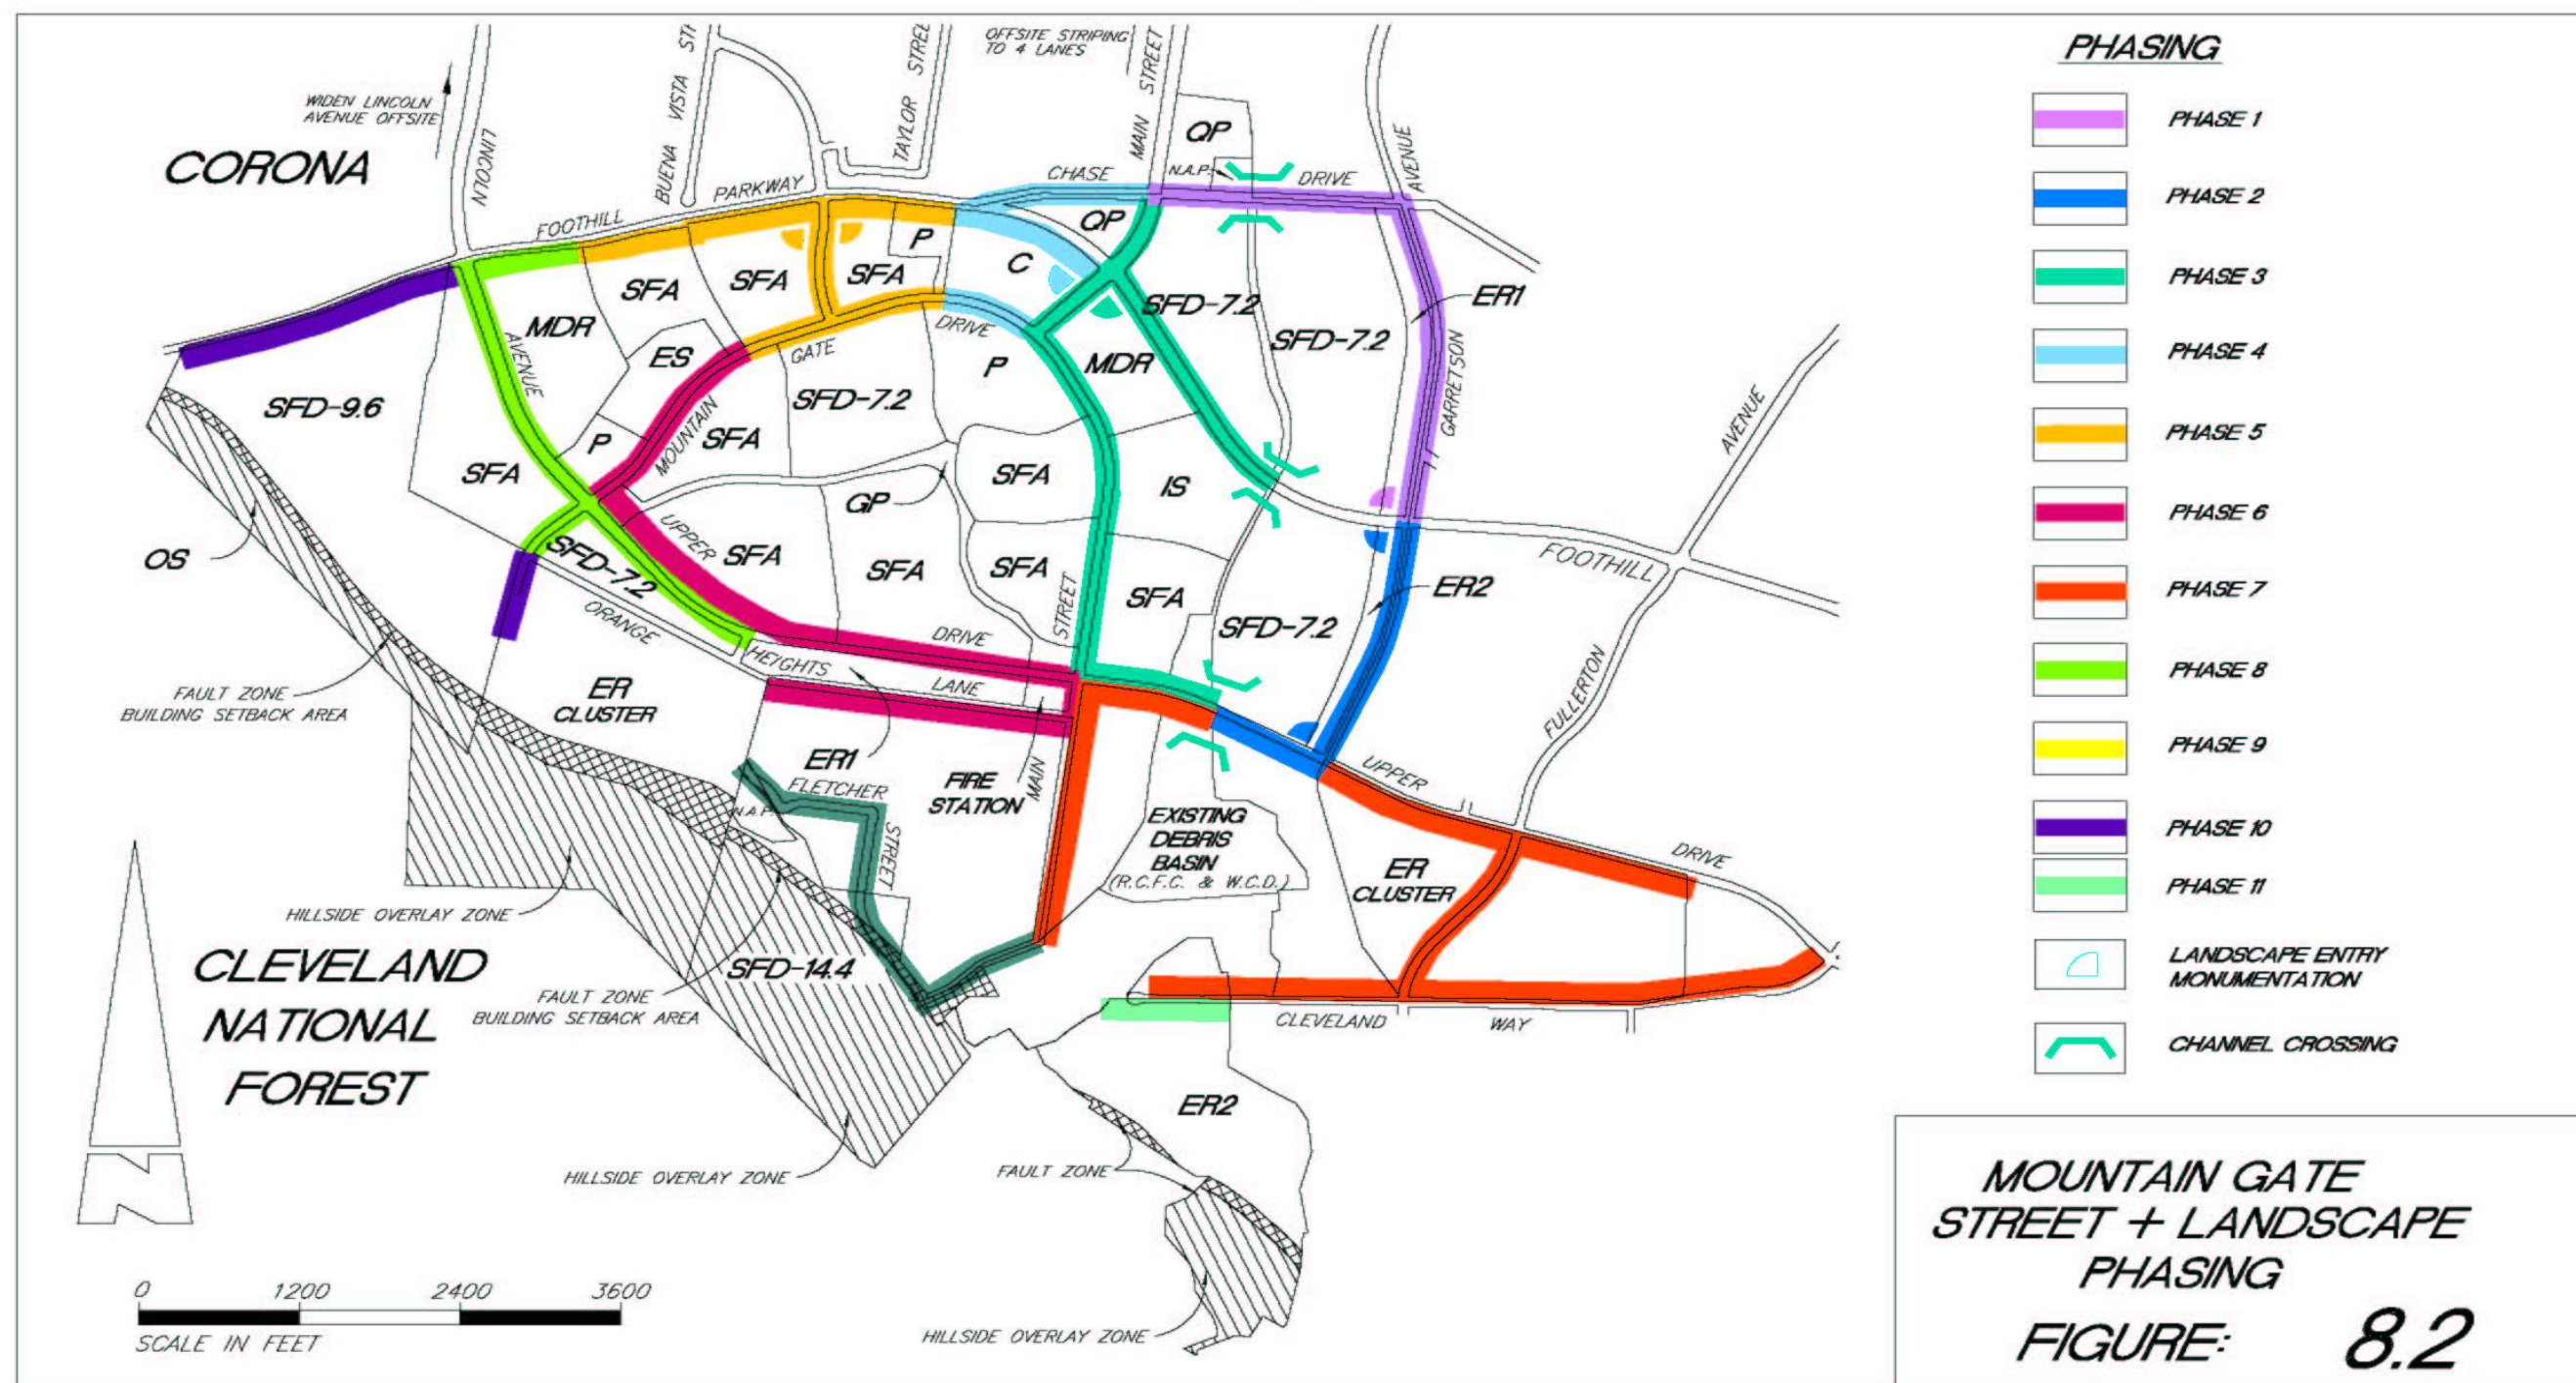 OFFSITE STRIPING
TO 4 LANES
WIDEN LINCOLN
AVENUE OFFSITE
CORONA
LINCOLN
BUENA VISTA
TAYLOR
MAIN STREET
QP
N.A.P.
AVENUE
CHASE
DRIVE
PARKWAY
FOOTHILL
QP
P
C
SFA
SFA
SFA
SFD-7.2
ER1
MDR
AVENUE
DRIVE
GATE
SFD-7.2
GARRETSON
ES
P
MDR
SFD-9.6
SFD-7.2
AVENUE
MOUNTAIN
SFA
P
SFA
SFA
IS
GP
UPPER
OS
SFD-7.2
SFA
SFA
SFA
SFA
FOOTHILL
ER2
ORANGE
STREET
SFD-7.2
DRIVE
HEIGHTS
LANE
FULLERTON
FAULT ZONE
BUILDING SETBACK AREA
ER
CLUSTER
ER1
FLETCHER
FIRE
STATION
MAIN
UPPER
N.A.P.
STREET
EXISTING
DEBRIS
BASIN
(R.C.F.C. & W.C.D.)
ER
CLUSTER
DRIVE
HILLSIDE OVERLAY ZONE
CLEVELAND
NATIONAL
FOREST
SFD-14.4
FAULT ZONE
BUILDING SETBACK AREA
CLEVELAND
WAY
ER2
HILLSIDE OVERLAY ZONE
FAULT ZONE
HILLSIDE OVERLAY ZONE
N
0 1200 2400 3600
SCALE IN FEET
PHASING
PHASE 1
PHASE 2
PHASE 3
PHASE 4
PHASE 5
PHASE 6
PHASE 7
PHASE 8
PHASE 9
PHASE 10
PHASE 11
LANDSCAPE ENTRY
MONUMENTATION
CHANNEL CROSSING
MOUNTAIN GATE
STREET + LANDSCAPE
PHASING
FIGURE: 8.2